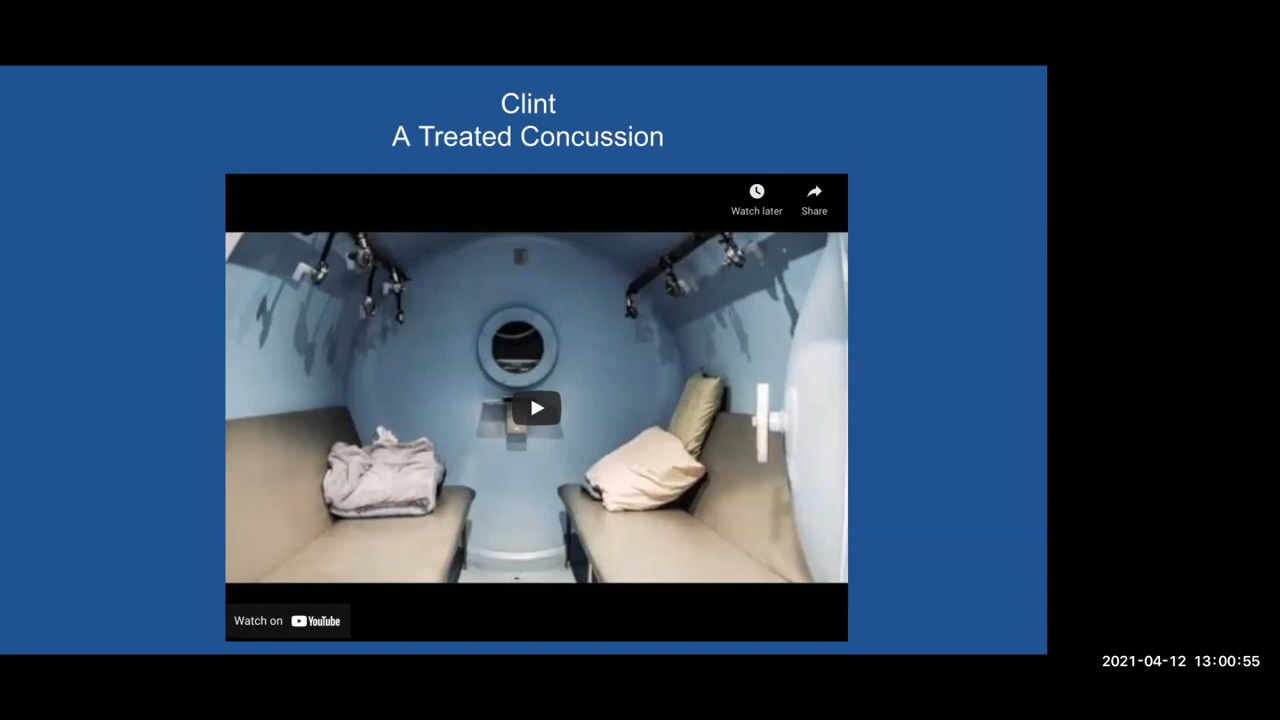 Clint
A Treated Concussion
Watch later
Share
Watch on YouTube
2021-04-12 13:00:55